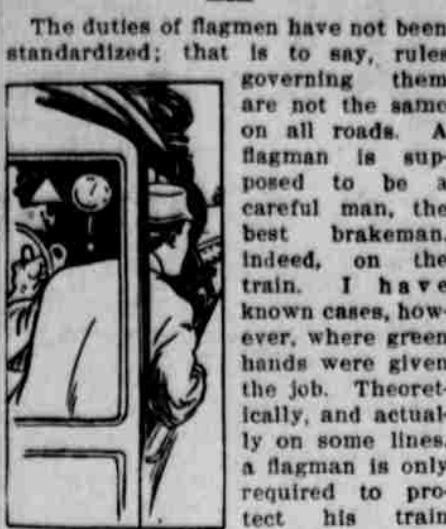 The duties of flagmen have not been
standardized; that is to say, rules
governing them
are not the same
on all roads. A
flagman is sup-
posed to be a
careful man, the
best brakeman,
indeed, on the
train. I have
known cases, how-
ever, where green
hands were given
the job. Theoret-
ically, and actual-
ly on some lines,
a flagman is only
required to pro-
tect his train